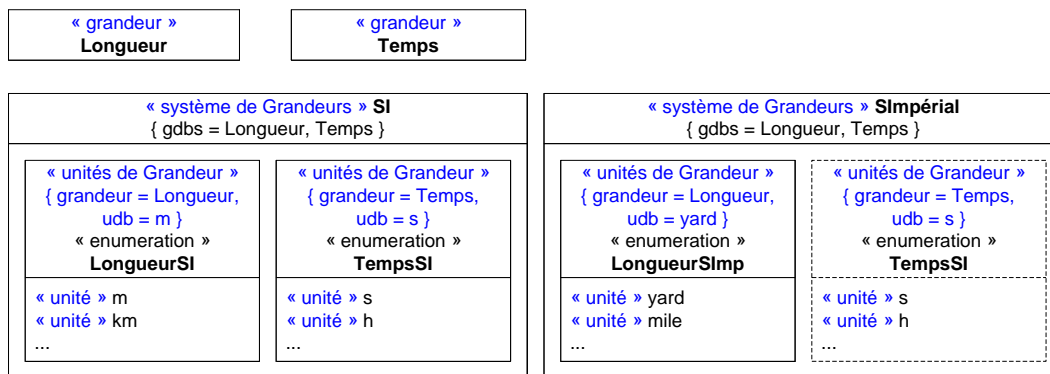 « grandeur »
Longueur
« grandeur »
Temps
« système de Grandeurs » SI
{ gdbs = Longueur, Temps }
« unités de Grandeur »
{ grandeur = Longueur,
udb = m }
« enumeration »
LongueurSI
« unité » m
« unité » km
...
« unités de Grandeur »
{ grandeur = Temps,
udb = s }
« enumeration »
TempsSI
« unité » s
« unité » h
...
« système de Grandeurs » SImpérial
{ gdbs = Longueur, Temps }
« unités de Grandeur »
{ grandeur = Longueur,
udb = yard }
« enumeration »
LongueurSImp
« unité » yard
« unité » mile
...
« unités de Grandeur »
{ grandeur = Temps,
udb = s }
« enumeration »
TempsSI
« unité » s
« unité » h
...